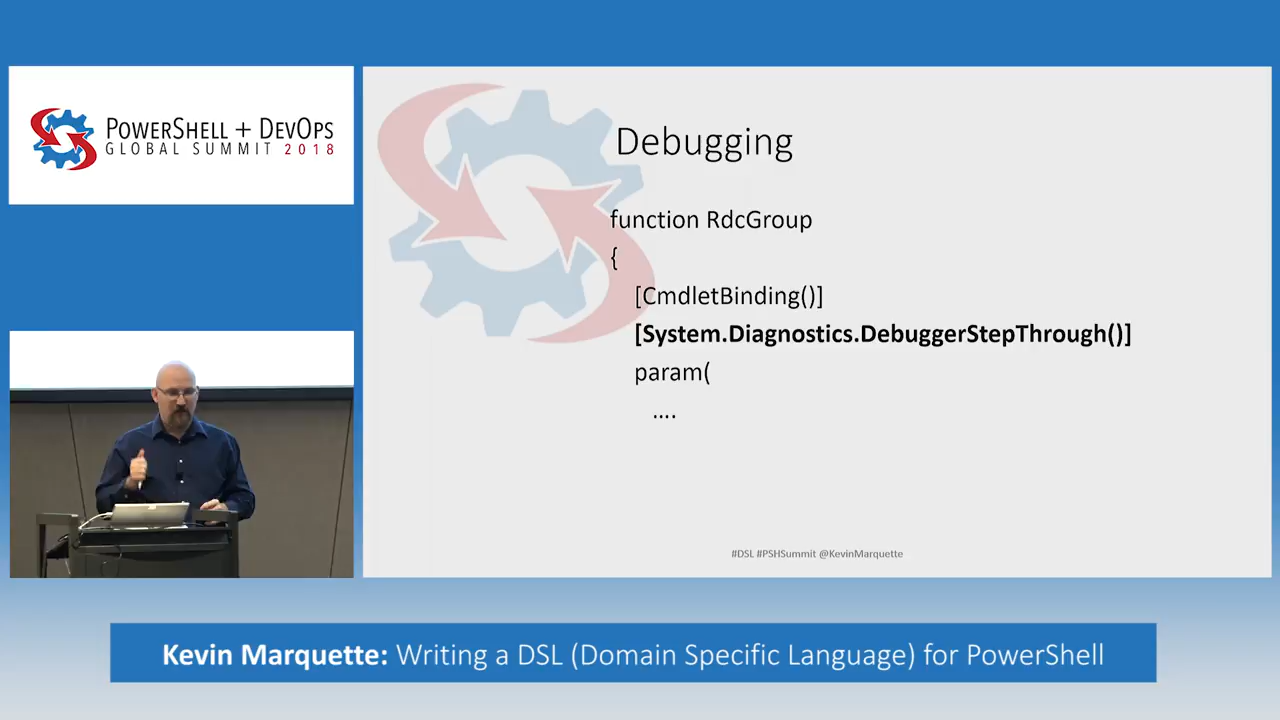 POWERSHELL + DEVOPS
GLOBAL SUMMIT 2018
Debugging
function RdcGroup
{
[CmdletBinding()]
[System.Diagnostics.DebuggerStepThrough()]
param(
....
#DSL #PSHSummit @KevinMarquette
Kevin Marquette: Writing a DSL (Domain Specific Language) for PowerShell